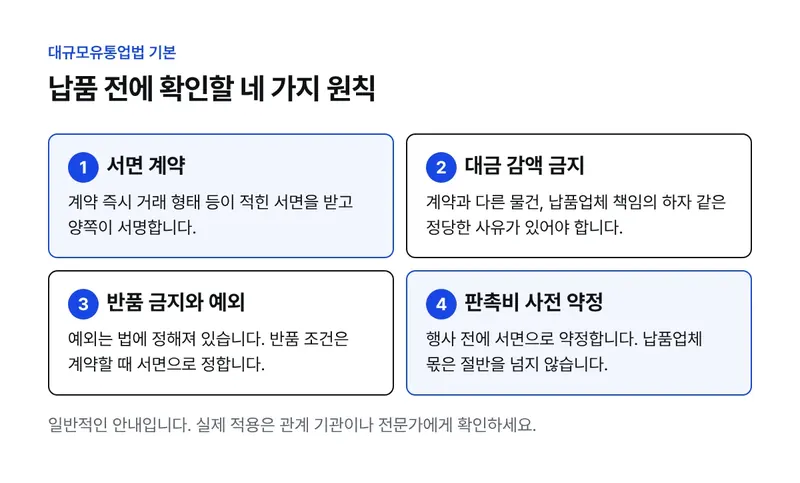 대규모유통업법 기본
납품 전에 확인할 네 가지 원칙
1 서면 계약
계약 즉시 거래 형태 등이 적힌 서면을 받고
양쪽이 서명합니다.
2 대금 감액 금지
계약과 다른 물건, 납품업체 책임의 하자 같은
정당한 사유가 있어야 합니다.
3 반품 금지와 예외
예외는 법에 정해져 있습니다. 반품 조건은
계약할 때 서면으로 정합니다.
4 판촉비 사전 약정
행사 전에 서면으로 약정합니다. 납품업체
몫은 절반을 넘지 않습니다.
일반적인 안내입니다. 실제 적용은 관계 기관이나 전문가에게 확인하세요.